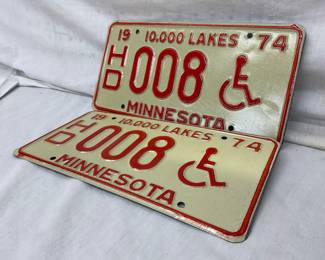 19 10,000 LAKES 74
HD 008
MINNESOTA
19 10,000 LAKES 74
HD 008
MINNESOTA